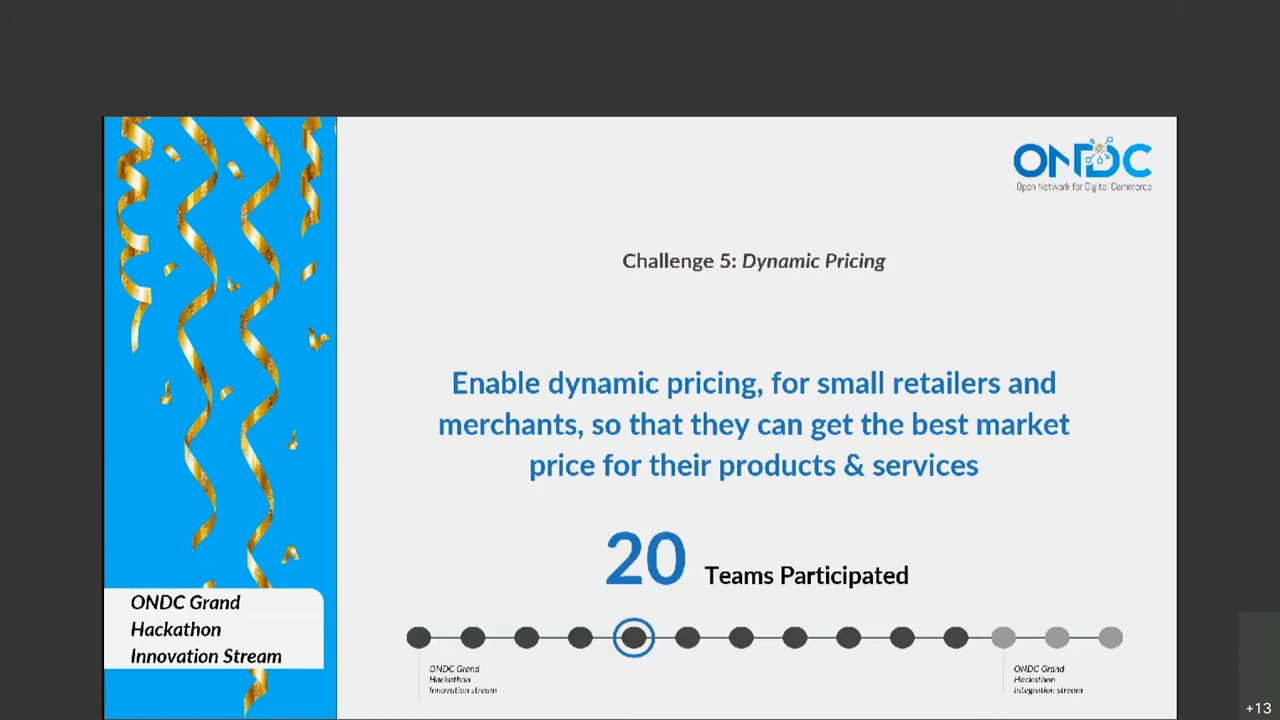 ONDC
Open Network for Digital Commerce
Challenge 5: Dynamic Pricing
Enable dynamic pricing, for small retailers and
merchants, so that they can get the best market
price for their products & services
20 Teams Participated
ONDC Grand
Hackathon
Innovation Stream
ONDC Grand
Hackathon
Innovation stream
ONDC Grand
Hackathon
Integration stream
+13